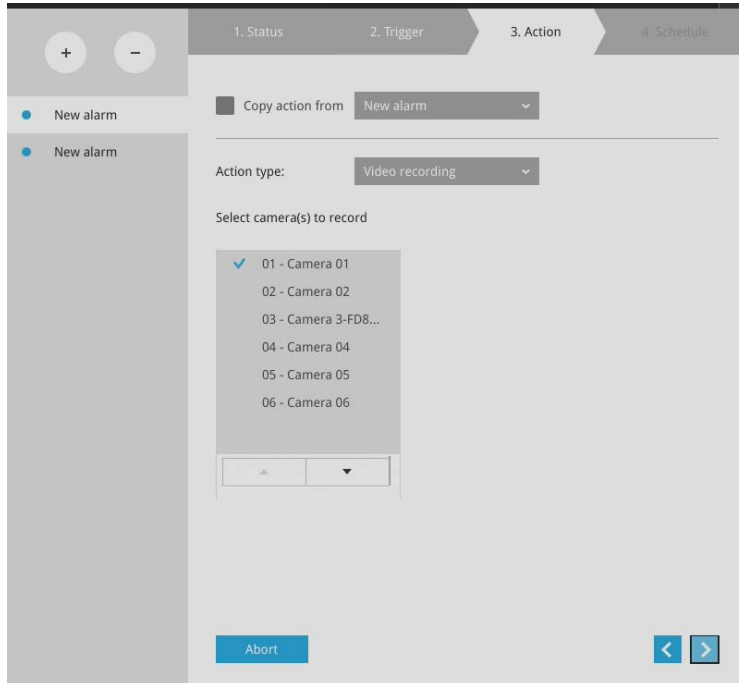 1. Status
2. Trigger
3. Action
4. Schedule
+
-
New alarm
New alarm
Copy action from
New alarm
Action type:
Video recording
Select camera(s) to record
01 - Camera 01
02 - Camera 02
03 - Camera 3-FD8...
04 - Camera 04
05 - Camera 05
06 - Camera 06
Abort